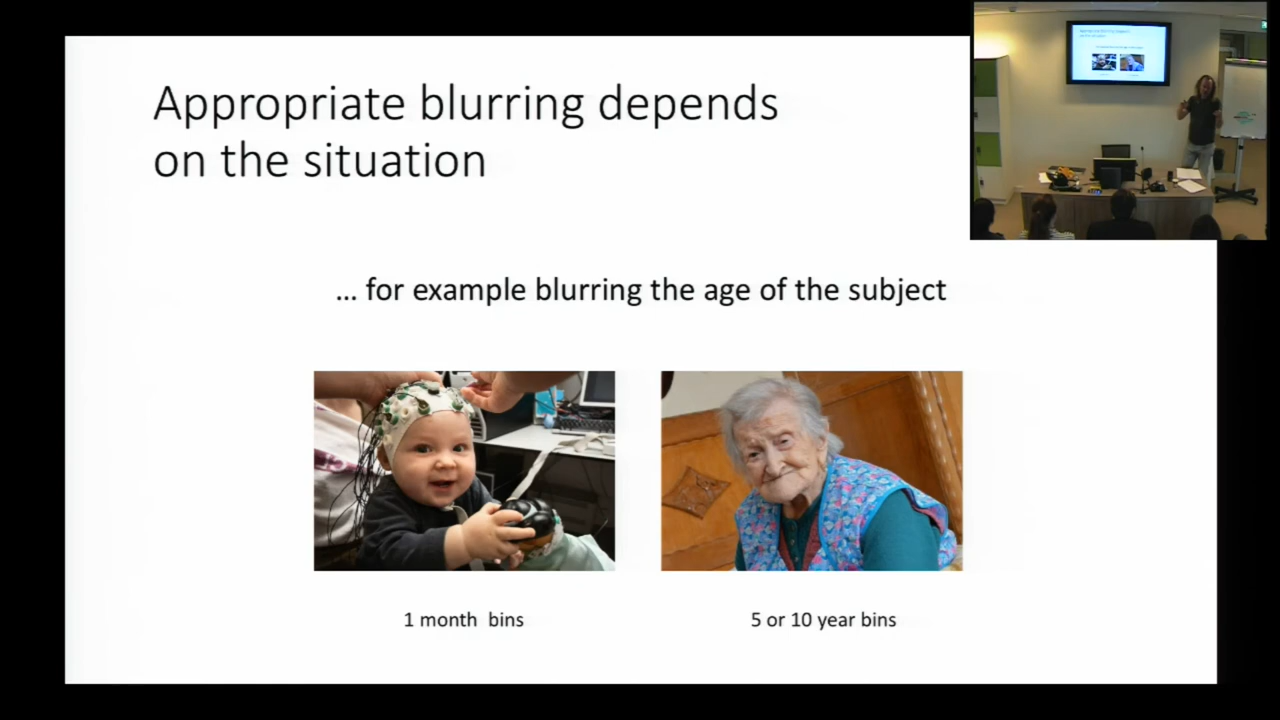 Appropriate blurring depends
on the situation
... for example blurring the age of the subject
1 month bins
5 or 10 year bins